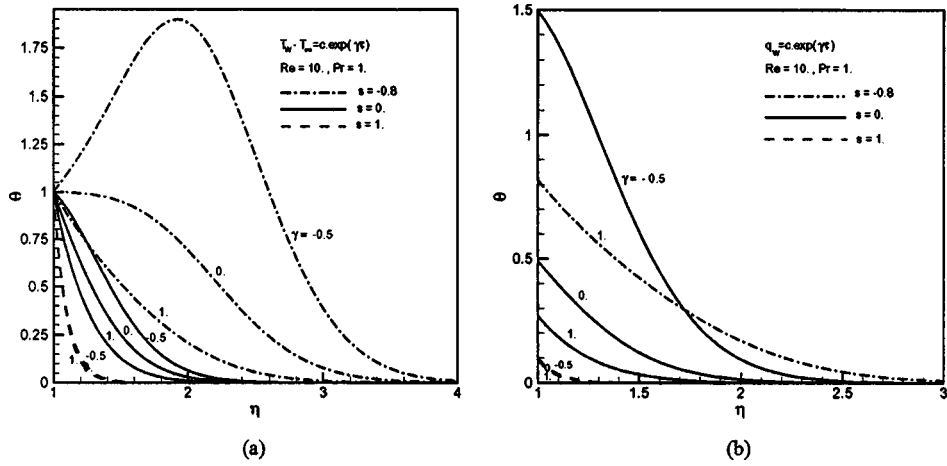 T_w - T_∞=c.exp(γτ)
Re = 10. , Pr = 1.
s = -0.8
s = 0.
s = 1.
1.75
1.5
1.25
1
0.75
0.5
0.25
0
θ
γ = -0.5
0.
1.
-0.5
0.
1.
-0.5
1.
1 2 3 4
η
(a)
q_w=c.exp(γτ)
Re = 10. , Pr = 1.
s = -0.8
s = 0.
s = 1.
1.5
1
0.5
0
θ
γ = - 0.5
1.
0.
1.
-0.5
1 1.5 2 2.5 3
η
(b)